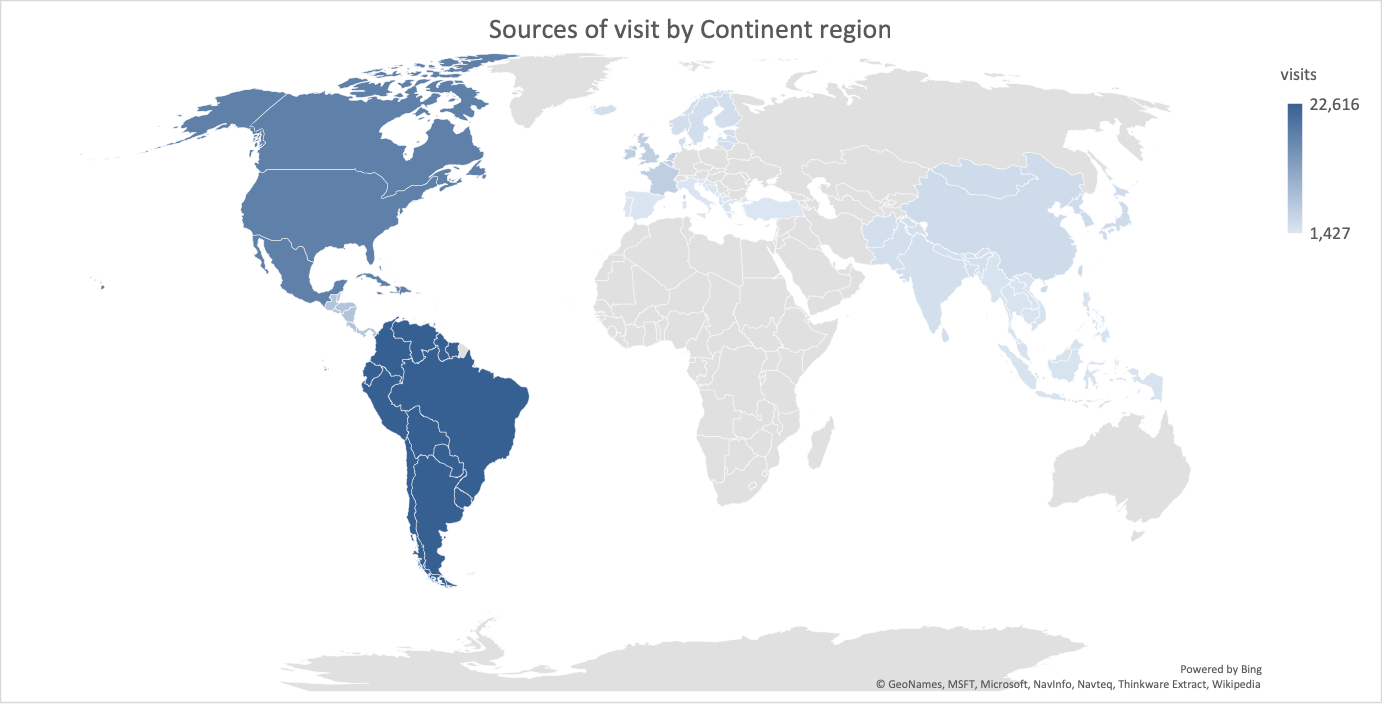 Sources of visit by Continent region
visits
22,616
1,427
Powered by Bing
© GeoNames, MSFT, Microsoft, NavInfo, Navteq, Thinkware Extract, Wikipedia